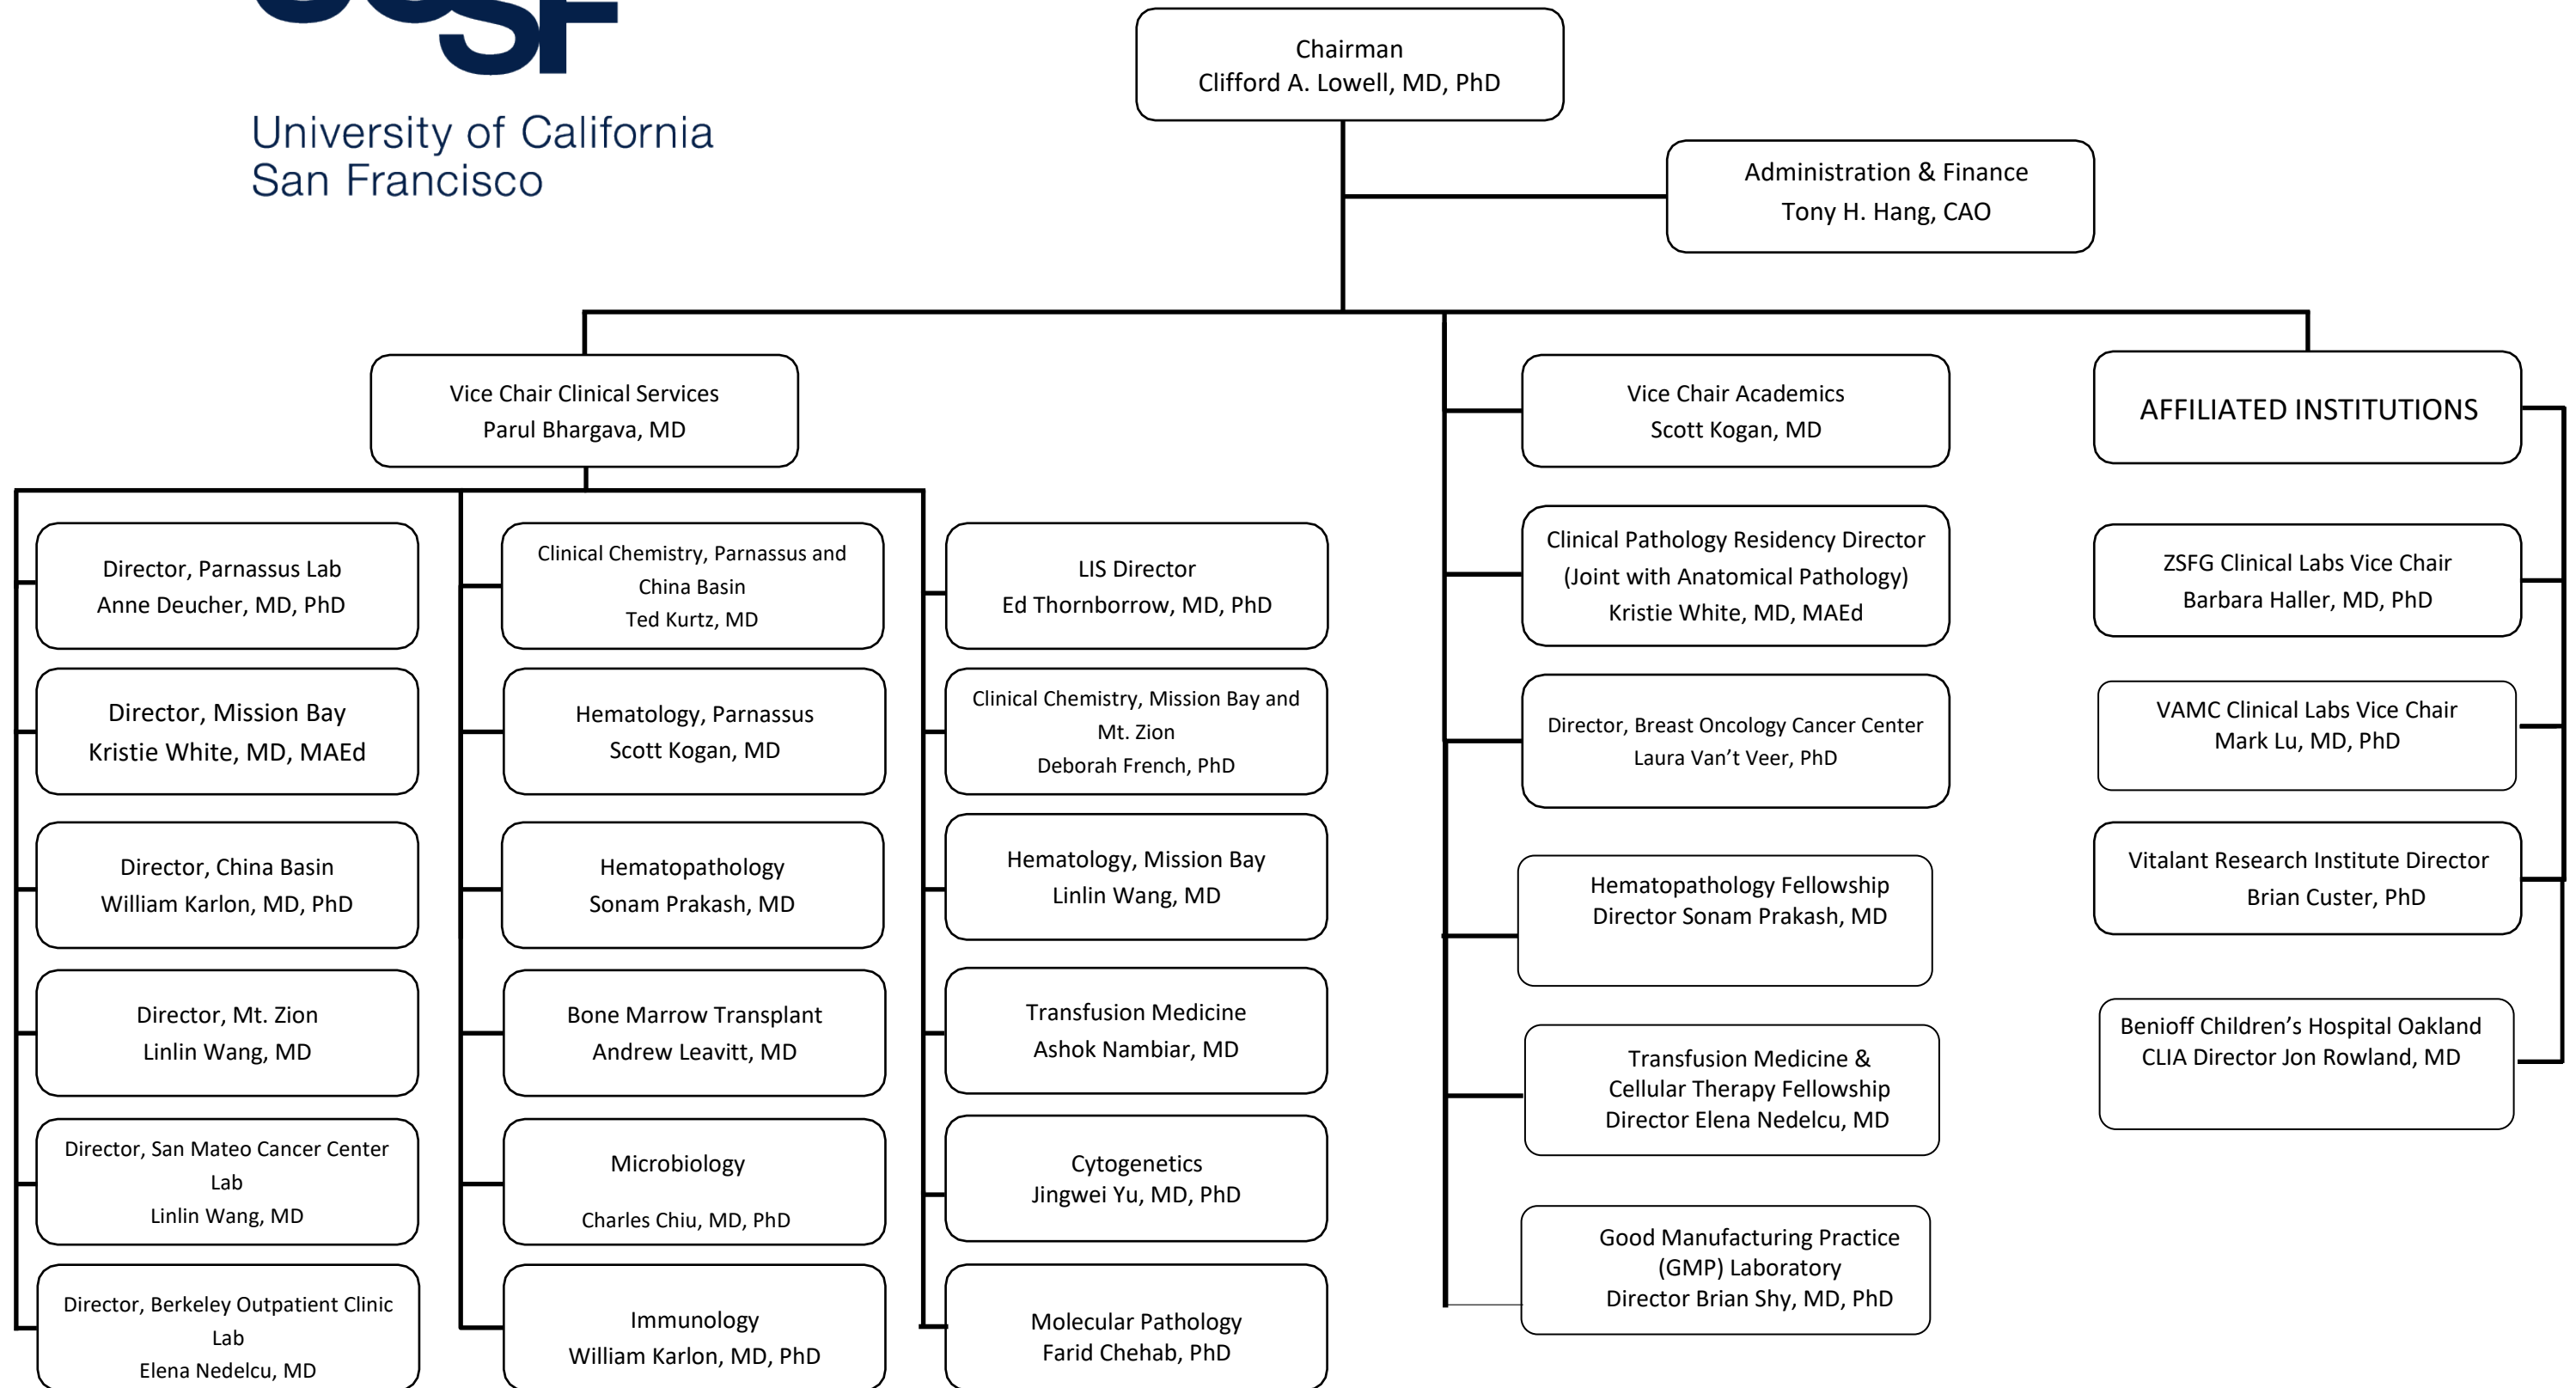 UCSF
University of California
San Francisco
Chairman
Clifford A. Lowell, MD, PhD
Administration & Finance
Tony H. Hang, CAO
Vice Chair Clinical Services
Parul Bhargava, MD
Director, Parnassus Lab
Anne Deucher, MD, PhD
Director, Mission Bay
Kristie White, MD, MAEd
Director, China Basin
William Karlon, MD, PhD
Director, Mt. Zion
Linlin Wang, MD
Director, San Mateo Cancer Center
Lab
Linlin Wang, MD
Director, Berkeley Outpatient Clinic
Lab
Elena Nedelcu, MD
Clinical Chemistry, Parnassus and
China Basin
Ted Kurtz, MD
Hematology, Parnassus
Scott Kogan, MD
Hematopathology
Sonam Prakash, MD
Bone Marrow Transplant
Andrew Leavitt, MD
Microbiology
Charles Chiu, MD, PhD
Immunology
William Karlon, MD, PhD
LIS Director
Ed Thornborrow, MD, PhD
Clinical Chemistry, Mission Bay and
Mt. Zion
Deborah French, PhD
Hematology, Mission Bay
Linlin Wang, MD
Transfusion Medicine
Ashok Nambiar, MD
Cytogenetics
Jingwei Yu, MD, PhD
Molecular Pathology
Farid Chehab, PhD
Vice Chair Academics
Scott Kogan, MD
Clinical Pathology Residency Director
(Joint with Anatomical Pathology)
Kristie White, MD, MAEd
Director, Breast Oncology Cancer Center
Laura Van’t Veer, PhD
Hematopathology Fellowship
Director Sonam Prakash, MD
Transfusion Medicine &
Cellular Therapy Fellowship
Director Elena Nedelcu, MD
Good Manufacturing Practice
(GMP) Laboratory
Director Brian Shy, MD, PhD
AFFILIATED INSTITUTIONS
ZSFG Clinical Labs Vice Chair
Barbara Haller, MD, PhD
VAMC Clinical Labs Vice Chair
Mark Lu, MD, PhD
Vitalant Research Institute Director
Brian Custer, PhD
Benioff Children’s Hospital Oakland
CLIA Director Jon Rowland, MD